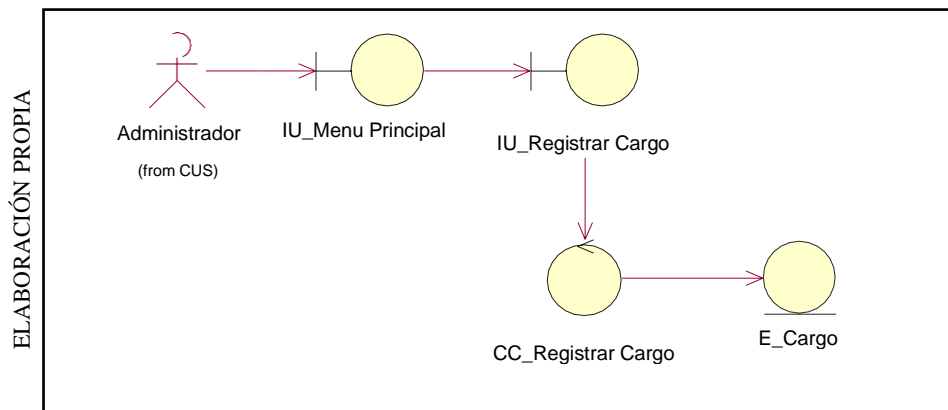 ELABORACIÓN PROPIA
Administrador
(from CUS)
IU_Menu Principal
IU_Registrar Cargo
CC_Registrar Cargo
E_Cargo